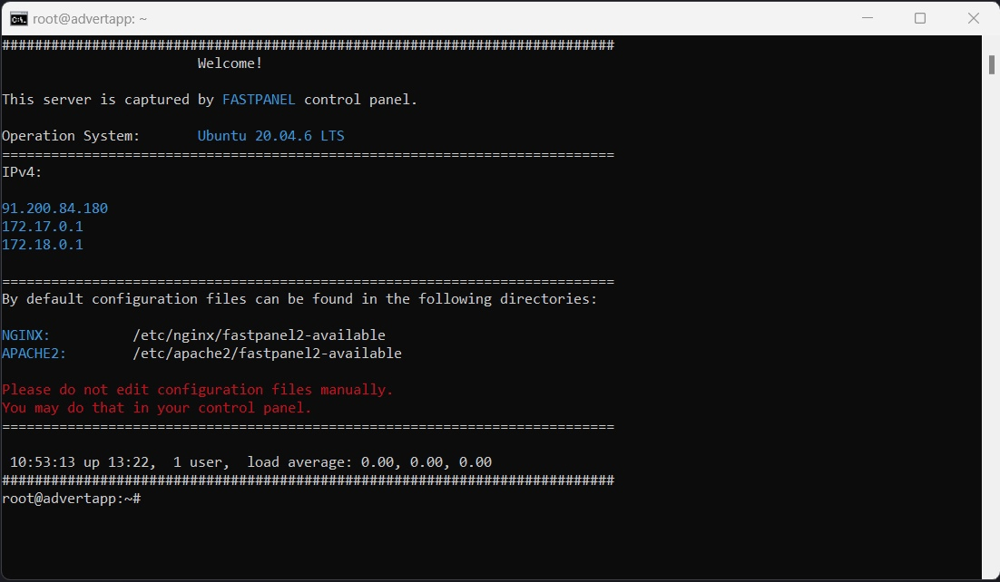 root@advertapp: ~
###########################################################################
Welcome!
This server is captured by FASTPANEL control panel.
Operation System: Ubuntu 20.04.6 LTS
===========================================================================
IPv4:
91.200.84.180
172.17.0.1
172.18.0.1
===========================================================================
By default configuration files can be found in the following directories:
NGINX: /etc/nginx/fastpanel2-available
APACHE2: /etc/apache2/fastpanel2-available
Please do not edit configuration files manually.
You may do that in your control panel.
===========================================================================
10:53:13 up 13:22, 1 user, load average: 0.00, 0.00, 0.00
###########################################################################
root@advertapp:~#